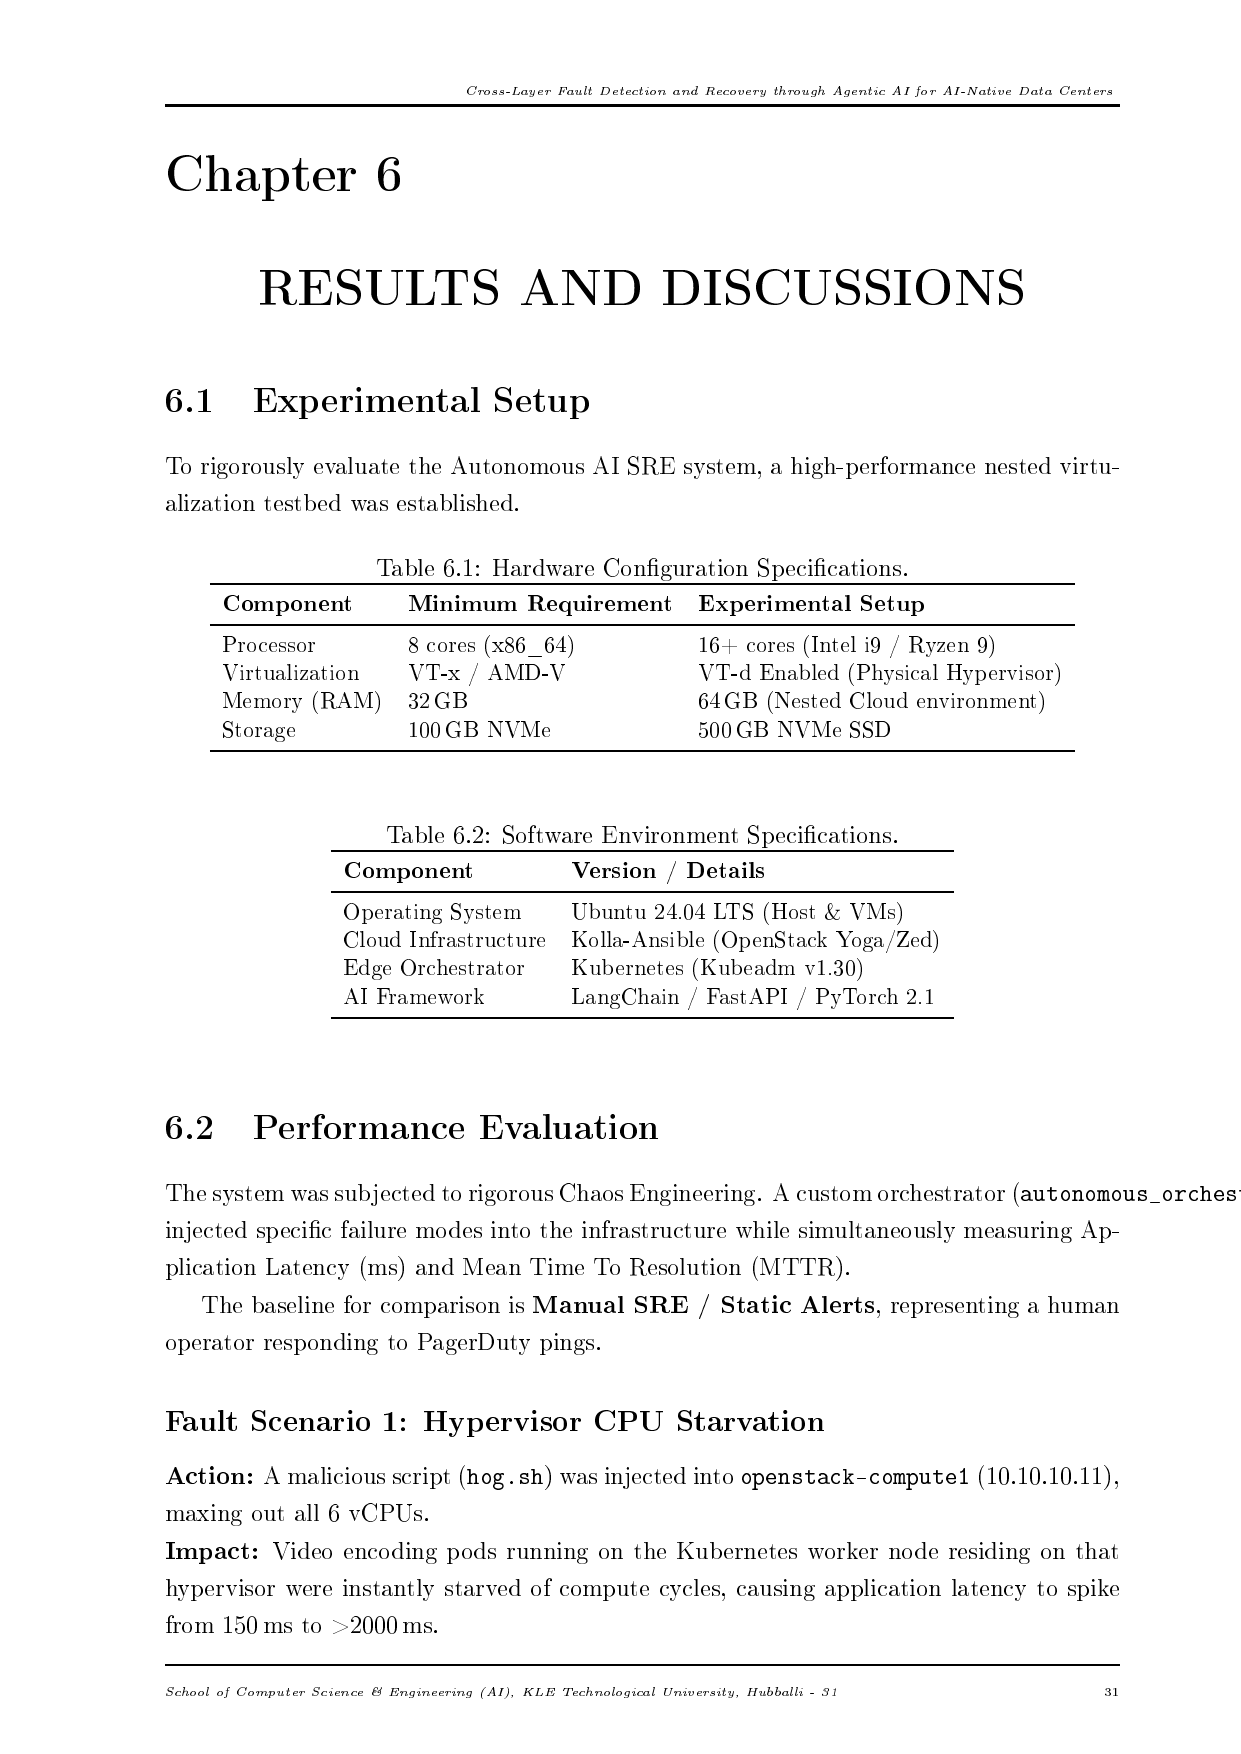 Cross-Layer Fault Detection and Recovery through Agentic AI for AI-Native Data Centers
Chapter 6
RESULTS AND DISCUSSIONS
6.1 Experimental Setup
To rigorously evaluate the Autonomous AI SRE system, a high-performance nested virtu-
alization testbed was established.
Table 6.1: Hardware Configuration Specifications.
Component Minimum Requirement Experimental Setup
Processor 8 cores (x86_64) 16+ cores (Intel i9 / Ryzen 9)
Virtualization VT-x / AMD-V VT-d Enabled (Physical Hypervisor)
Memory (RAM) 32 GB 64 GB (Nested Cloud environment)
Storage 100 GB NVMe 500 GB NVMe SSD
Table 6.2: Software Environment Specifications.
Component Version / Details
Operating System Ubuntu 24.04 LTS (Host & VMs)
Cloud Infrastructure Kolla-Ansible (OpenStack Yoga/Zed)
Edge Orchestrator Kubernetes (Kubeadm v1.30)
AI Framework LangChain / FastAPI / PyTorch 2.1
6.2 Performance Evaluation
The system was subjected to rigorous Chaos Engineering. A custom orchestrator (autonomous_orches
injected specific failure modes into the infrastructure while simultaneously measuring Ap-
plication Latency (ms) and Mean Time To Resolution (MTTR).
The baseline for comparison is Manual SRE / Static Alerts, representing a human
operator responding to PagerDuty pings.
Fault Scenario 1: Hypervisor CPU Starvation
Action: A malicious script (hog.sh) was injected into openstack-compute1 (10.10.10.11),
maxing out all 6 vCPUs.
Impact: Video encoding pods running on the Kubernetes worker node residing on that
hypervisor were instantly starved of compute cycles, causing application latency to spike
from 150 ms to >2000 ms.
School of Computer Science & Engineering (AI), KLE Technological University, Hubballi - 31 31